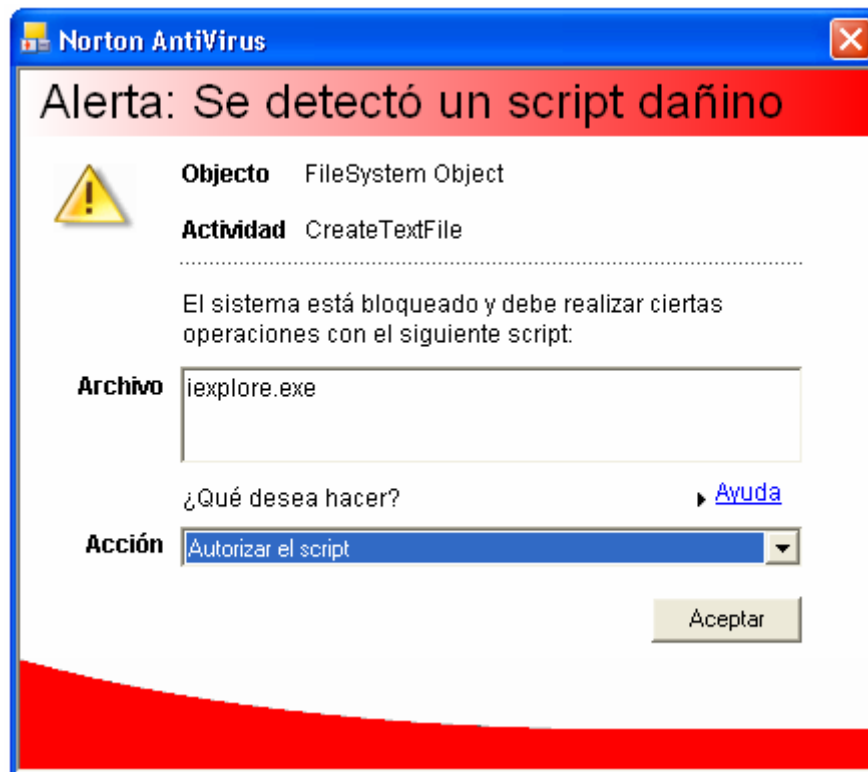 Norton AntiVirus
Alerta: Se detectó un script dañino
Objecto FileSystem Object
Actividad CreateTextFile
El sistema está bloqueado y debe realizar ciertas
operaciones con el siguiente script:
Archivo iexplore.exe
¿Qué desea hacer? Ayuda
Acción Autorizar el script
Aceptar